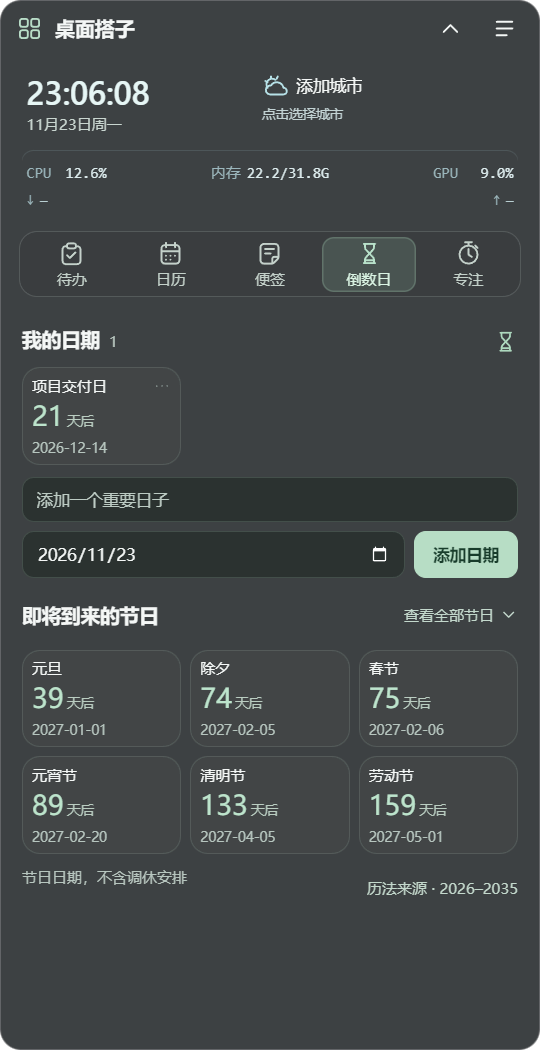 桌面搭子
23:06:08
添加城市
11月23日周一
点击选择城市
CPU 12.6%
内存 22.2/31.8G
GPU 9.0%
↓ –
↑ –
待办
日历
便签
倒数日
专注
我的日期 1
项目交付日 ···
21 天后
2026-12-14
添加一个重要日子
2026/11/23
添加日期
即将到来的节日
查看全部节日
元旦
39 天后
2027-01-01
除夕
74 天后
2027-02-05
春节
75 天后
2027-02-06
元宵节
89 天后
2027-02-20
清明节
133 天后
2027-04-05
劳动节
159 天后
2027-05-01
节日日期，不含调休安排
历法来源 · 2026–2035